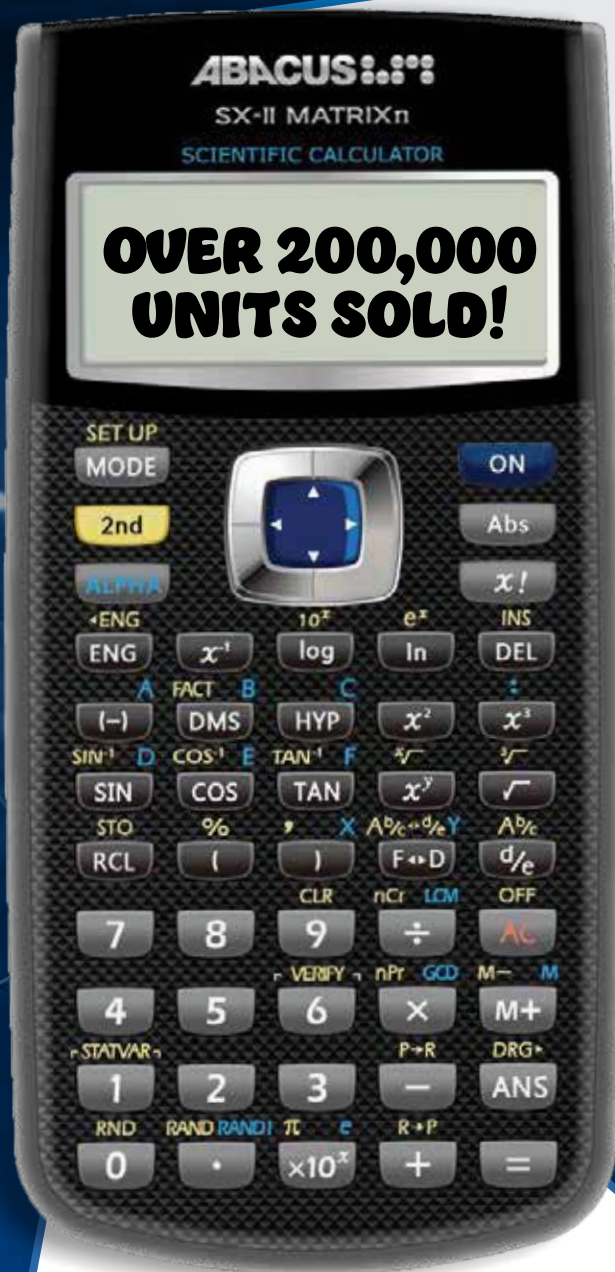 ABACUS
SX-II MATRIXn
SCIENTIFIC CALCULATOR
OVER 200,000
UNITS SOLD!
SET UP
MODE ON
2nd Abs
ALPHA x!
◂ENG 10ˣ eˣ INS
ENG x⁻¹ log ln DEL
A FACT B C :
(−) DMS HYP x² x³
SIN⁻¹ D COS⁻¹ E TAN⁻¹ F ˣ√ ³√
SIN COS TAN xʸ √
STO % , X Aᵇ/c↔ᵈ/e Y Aᵇ/c
RCL ( ) F↔D ᵈ/e
CLR nCr LCM OFF
7 8 9 ÷ AC
VERIFY nPr GCD M− M
4 5 6 × M+
STATVAR P→R DRG▸
1 2 3 − ANS
RND RAND RANDI π e R→P
0 . ×10ˣ + =